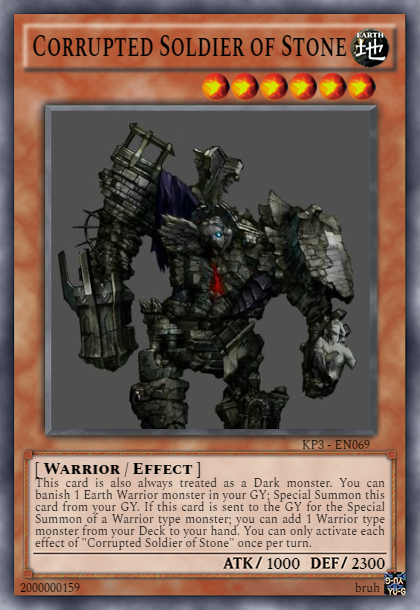 CORRUPTED SOLDIER OF STONE
EARTH
地
KP3 - EN069
[ WARRIOR / EFFECT ]
This card is also always treated as a Dark monster. You can
banish 1 Earth Warrior monster in your GY; Special Summon this
card from your GY. If this card is sent to the GY for the Special
Summon of a Warrior type monster; you can add 1 Warrior type
monster from your Deck to your hand. You can only activate each
effect of "Corrupted Soldier of Stone" once per turn.
ATK / 1000 DEF / 2300
2000000159
bruh